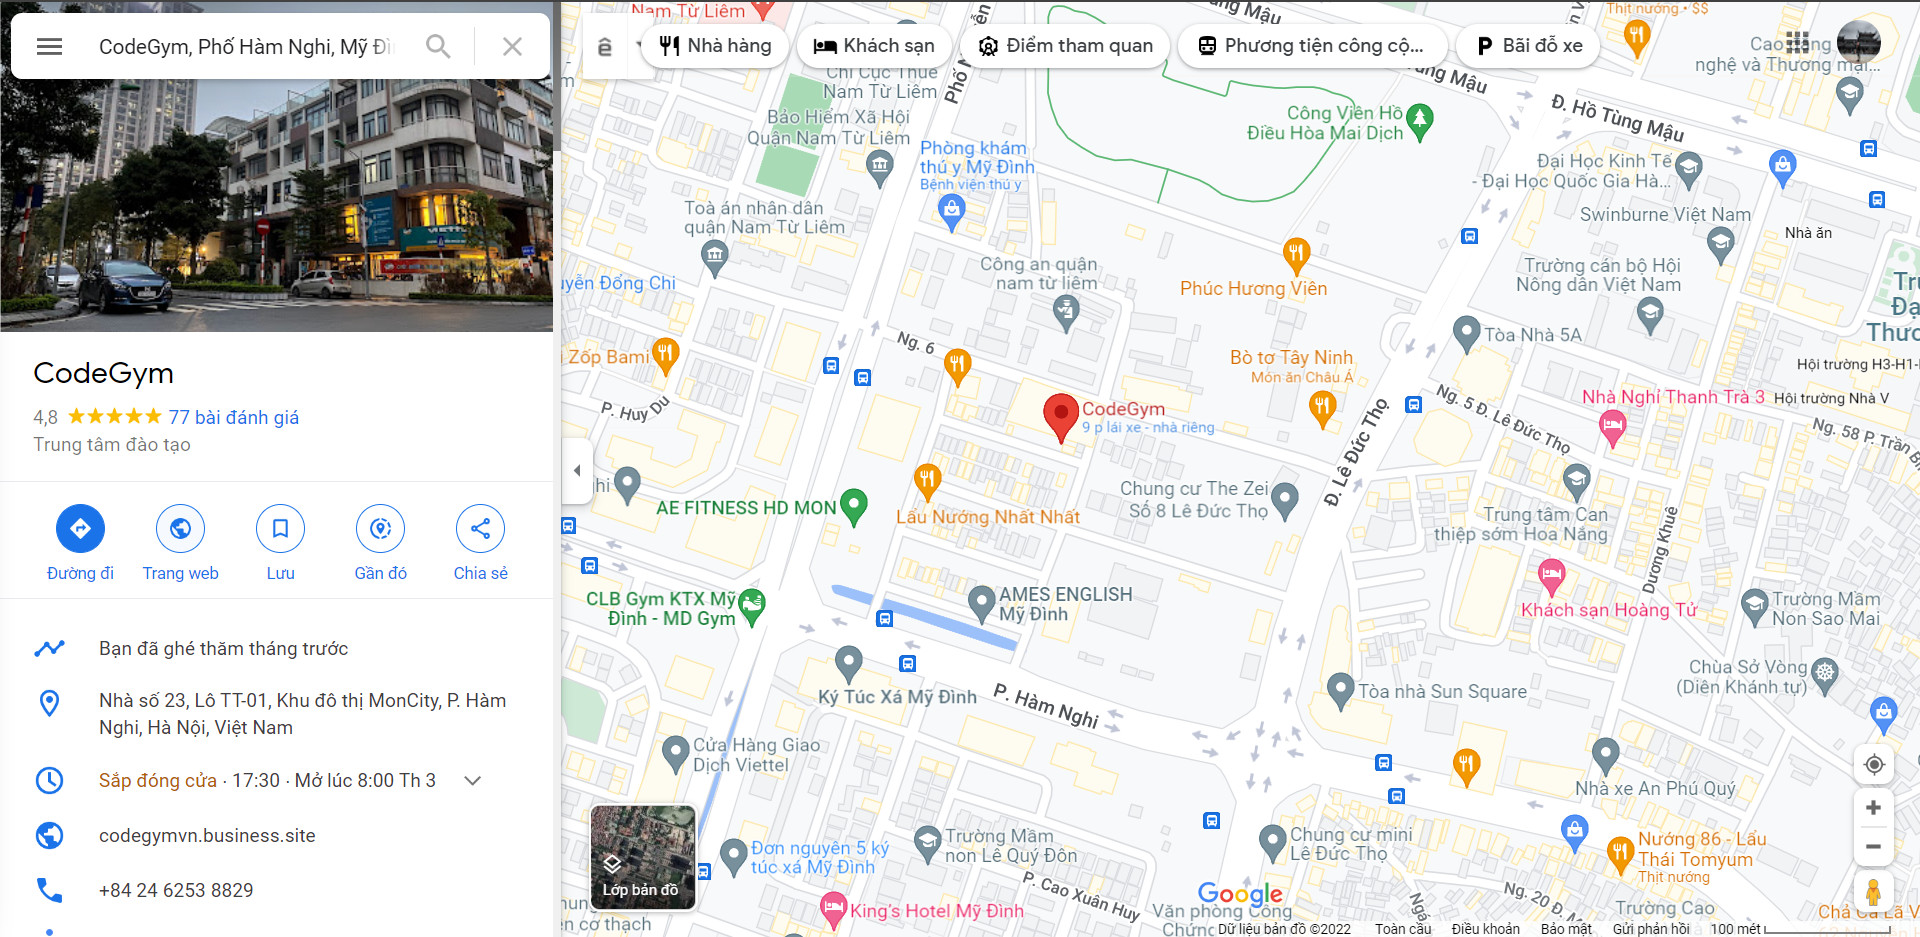 CodeGym, Phố Hàm Nghi, Mỹ Đì
CodeGym
4,8
77 bài đánh giá
Trung tâm đào tạo
Đường đi
Trang web
Lưu
Gần đó
Chia sẻ
Bạn đã ghé thăm tháng trước
Nhà số 23, Lô TT-01, Khu đô thị MonCity, P. Hàm
Nghi, Hà Nội, Việt Nam
Sắp đóng cửa · 17:30 · Mở lúc 8:00 Th 3
codegymvn.business.site
+84 24 6253 8829
ê
Nhà hàng
Khách sạn
Điểm tham quan
Phương tiện công cộ...
Bãi đỗ xe
Nam Từ Liêm
Thịt nướng • $$
Chi Cục Thuế
Nam Từ Liêm
Bảo Hiểm Xã Hội
Quận Nam Từ Liêm
Phòng khám
thú y Mỹ Đình
Bệnh viện thú y
Công Viên Hồ
Điều Hòa Mai Dịch
Đ. Hồ Tùng Mậu
nghệ và Thương mại...
Đại Học Kinh Tế
- Đại Học Quốc Gia Hà...
Swinburne Việt Nam
Nhà ăn
Toà án nhân dân
quận Nam Từ Liêm
Công an quận
nam từ liêm
Phúc Hương Viên
Trường cán bộ Hội
Nông dân Việt Nam
Tòa Nhà 5A
Hội trường H3-H1-
Hội trường Nhà V
Zốp Bami
Ng. 6
P. Huy Du
CodeGym
9 p lái xe - nhà riêng
Bò tơ Tây Ninh
Món ăn Châu Á
Nhà Nghỉ Thanh Trà 3
Ng. 5 Đ. Lê Đức Thọ
Đ. Lê Đức Thọ
AE FITNESS HD MON
Lẩu Nướng Nhất Nhất
Chung cư The Zei
Số 8 Lê Đức Thọ
Trung tâm Can
thiệp sớm Hoa Nắng
Dương Khuê
CLB Gym KTX Mỹ
Đình - MD Gym
AMES ENGLISH
Mỹ Đình
Khách sạn Hoàng Tử
Trường Mầm
Non Sao Mai
Chùa Sở Vòng
(Diên Khánh tự)
Ký Túc Xá Mỹ Đình
P. Hàm Nghi
Tòa nhà Sun Square
Cửa Hàng Giao
Dịch Viettel
Nhà xe An Phú Quý
Lớp bản đồ
Đơn nguyên 5 ký
túc xá Mỹ Đình
Trường Mầm
non Lê Quý Đôn
Chung cư mini
Lê Đức Thọ
Nướng 86 - Lẩu
Thái Tomyum
Thịt nướng
King's Hotel Mỹ Đình
P. Cao Xuân Huy
Google
Văn phòng Công
Trường Cao
Dữ liệu bản đồ ©2022
Toàn cầu
Điều khoản
Bảo mật
Gửi phản hồi
100 mét